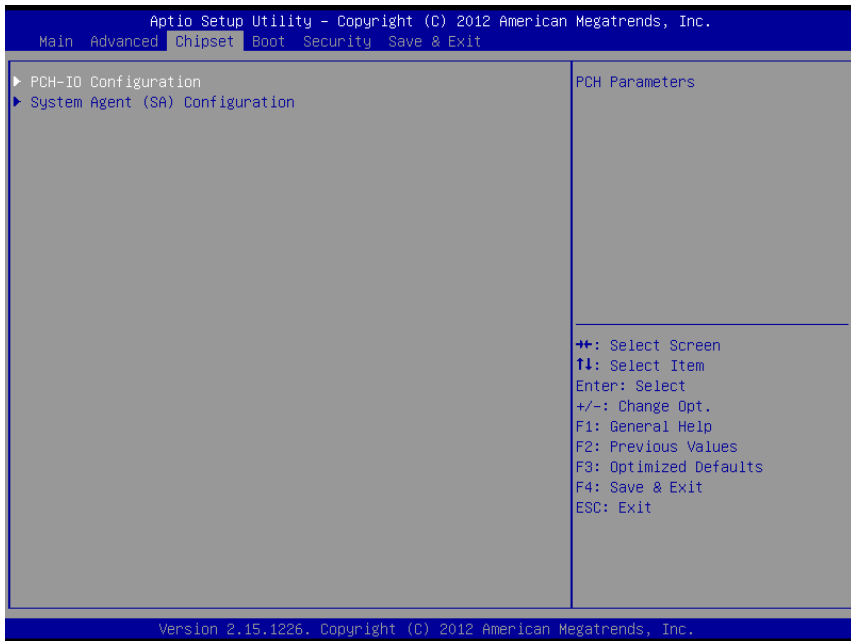 Aptio Setup Utility – Copyright (C) 2012 American Megatrends, Inc.
Main Advanced Chipset Boot Security Save & Exit
PCH-IO Configuration
System Agent (SA) Configuration
PCH Parameters
→←: Select Screen
↑↓: Select Item
Enter: Select
+/-: Change Opt.
F1: General Help
F2: Previous Values
F3: Optimized Defaults
F4: Save & Exit
ESC: Exit
Version 2.15.1226. Copyright (C) 2012 American Megatrends, Inc.